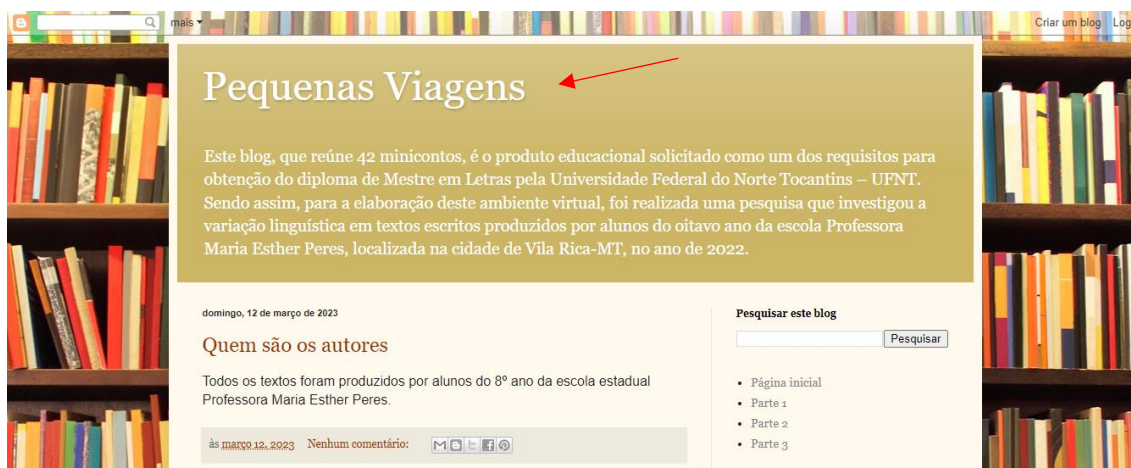 mais
Criar um blog Log
Pequenas Viagens
Este blog, que reúne 42 minicontos, é o produto educacional solicitado como um dos requisitos para
obtenção do diploma de Mestre em Letras pela Universidade Federal do Norte Tocantins – UFNT.
Sendo assim, para a elaboração deste ambiente virtual, foi realizada uma pesquisa que investigou a
variação linguística em textos escritos produzidos por alunos do oitavo ano da escola Professora
Maria Esther Peres, localizada na cidade de Vila Rica-MT, no ano de 2022.
domingo, 12 de março de 2023
Quem são os autores
Todos os textos foram produzidos por alunos do 8º ano da escola estadual
Professora Maria Esther Peres.
às março 12, 2023 Nenhum comentário:
Pesquisar este blog
Pesquisar
Página inicial
Parte 1
Parte 2
Parte 3